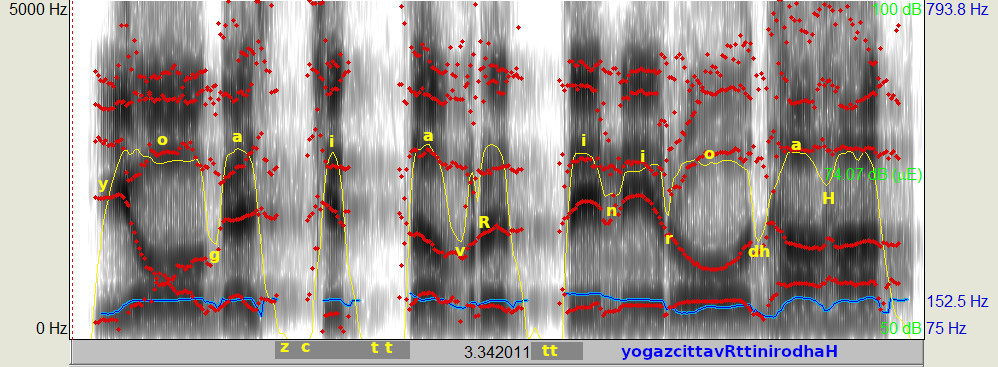 5000 Hz
100 dB
793.8 Hz
o
a
i
a
i
i
o
a
y
74.07 dB (µE)
n
H
R
g
v
r
dh
152.5 Hz
0 Hz
50 dB
75 Hz
z c
t t
3.342011
tt
yogazcittavRttinirodhaH